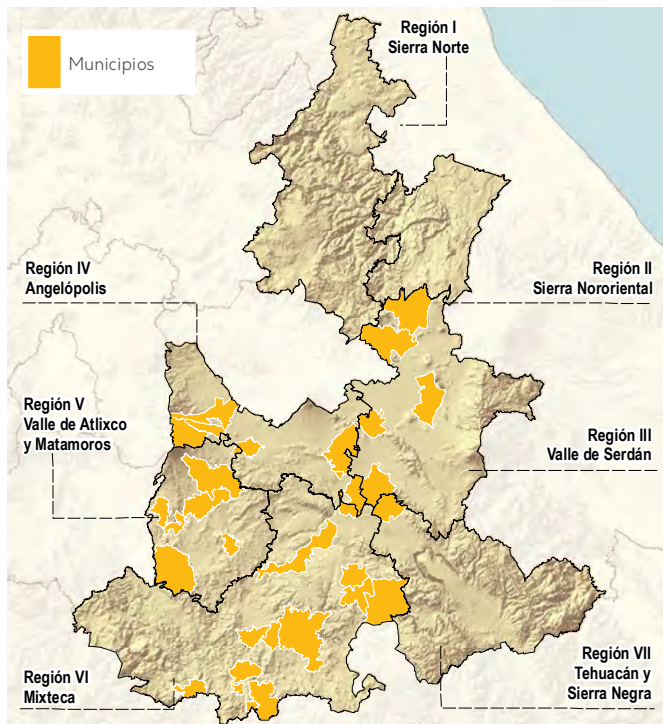 Región I
Sierra Norte
Municipios
Región IV
Angelópolis
Región II
Sierra Nororiental
Región V
Valle de Atlixco
y Matamoros
Región III
Valle de Serdán
Región VI
Mixteca
Región VII
Tehuacán y
Sierra Negra